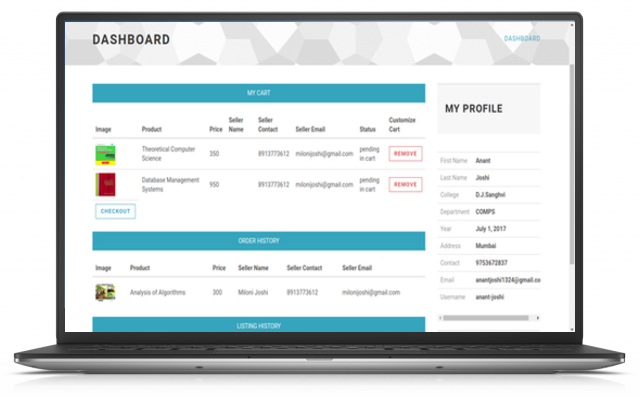 DASHBOARD
DASHBOARD
MY CART
Image Product Price Seller Name Seller Contact Seller Email Status Customize Cart
Theoretical Computer Science 350 8913773612 milonijoshi@gmail.com pending in cart REMOVE
Database Management Systems 950 8913773612 milonijoshi@gmail.com pending in cart REMOVE
CHECKOUT
ORDER HISTORY
Image Product Price Seller Name Seller Contact Seller Email
Analysis of Algorithms 300 Miloni Joshi 8913773612 milonijoshi@gmail.com
LISTING HISTORY
MY PROFILE
First Name Anant
Last Name Joshi
College D.J.Sanghvi
Department COMPS
Year July 1, 2017
Address Mumbai
Contact 9753672837
Email anantjoshi1324@gmail.co
Username anant-joshi